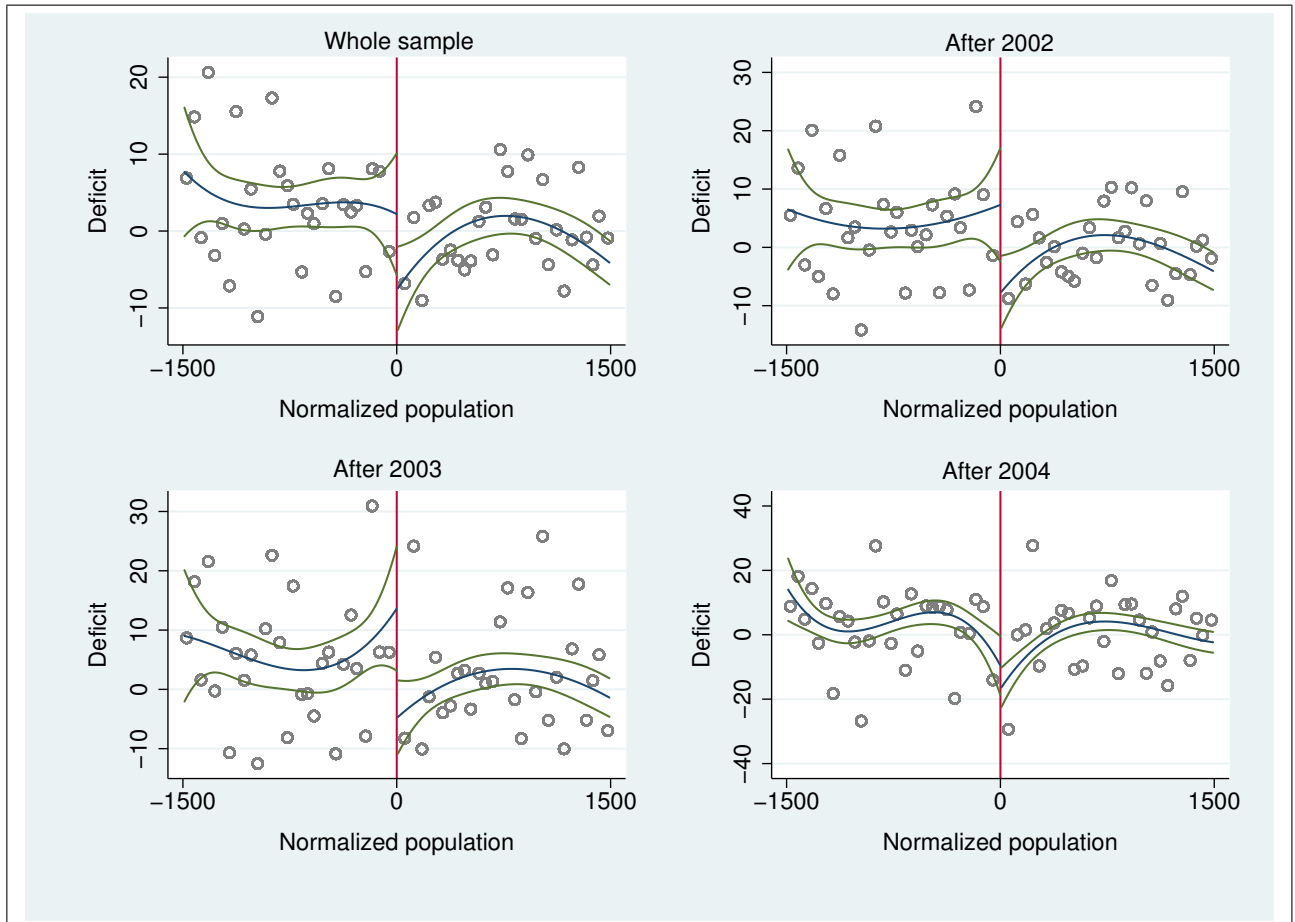 Whole sample
Deficit
20
10
0
−10
−1500 0 1500
Normalized population
After 2002
Deficit
30
20
10
0
−10
−1500 0 1500
Normalized population
After 2003
Deficit
30
20
10
0
−10
−1500 0 1500
Normalized population
After 2004
Deficit
40
20
0
−20
−40
−1500 0 1500
Normalized population